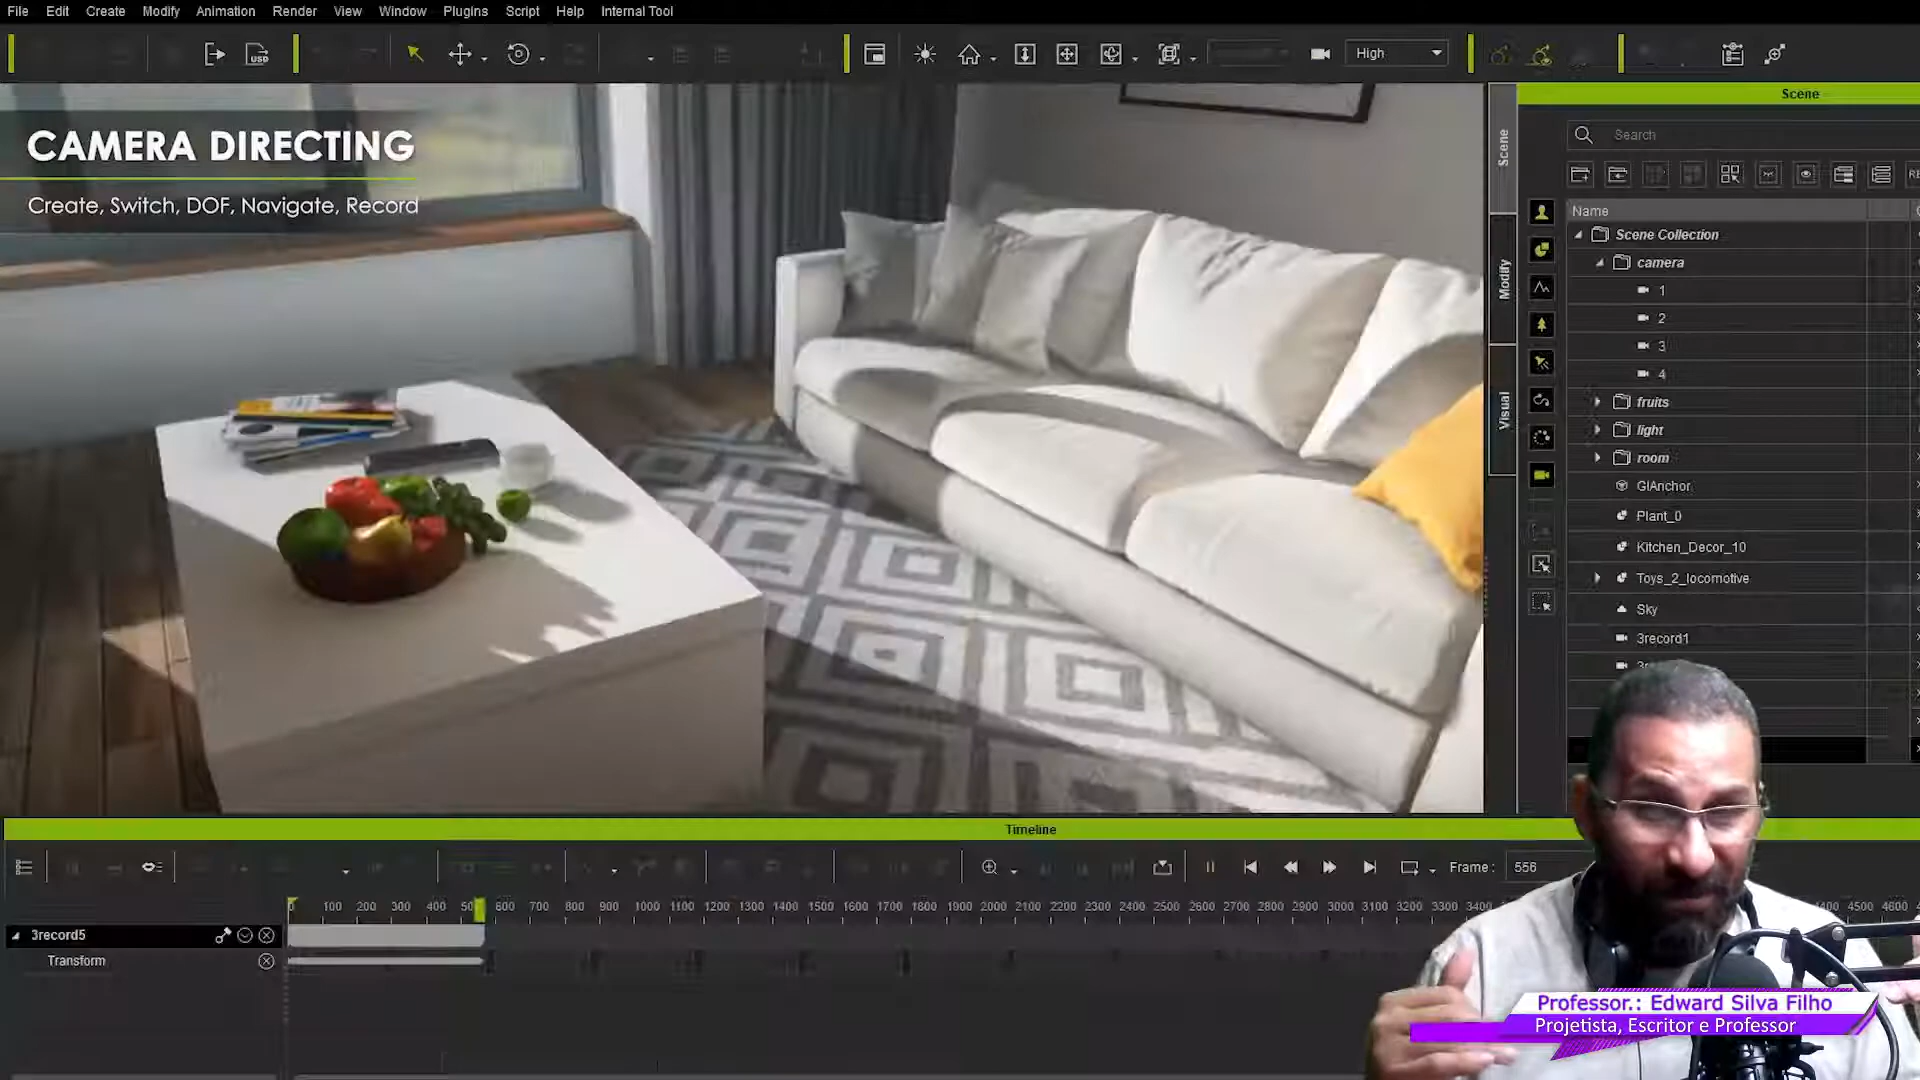 File Edit Create Modify Animation Render View Window Plugins Script Help Internal Tool
USD
High
Scene
CAMERA DIRECTING
Create, Switch, DOF, Navigate, Record
Scene
Modify
Visual
Search
Name
Scene Collection
camera
1
2
3
4
fruits
light
room
GIAnchor
Plant_0
Kitchen_Decor_10
Toys_2_locomotive
Sky
3record1
Timeline
Frame : 556
0 100 200 300 400 600 700 800 900 1000 1100 1200 1300 1400 1500 1600 1700 1800 1900 2000 2100 2200 2300 2400 2500 2600 2700 2800 2900 3000 3100 3200 3300 4400 4500 4600
3record5
Transform
Professor.: Edward Silva Filho
Projetista, Escritor e Professor